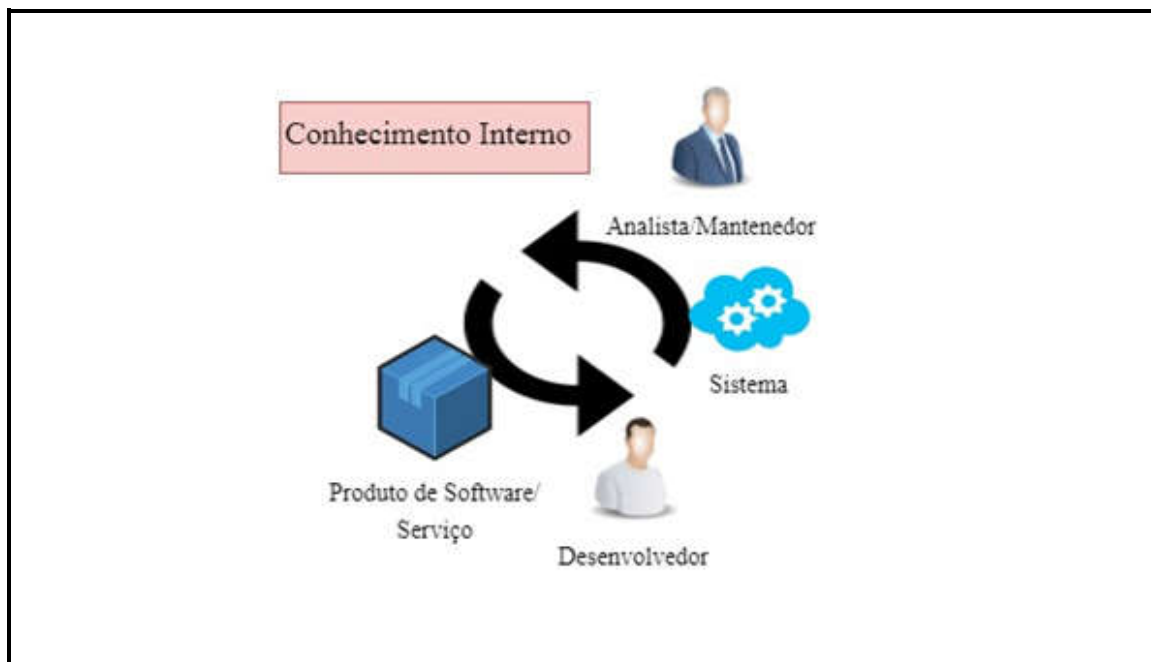 Conhecimento Interno
Analista/Mantenedor
Sistema
Produto de Software/
Serviço
Desenvolvedor